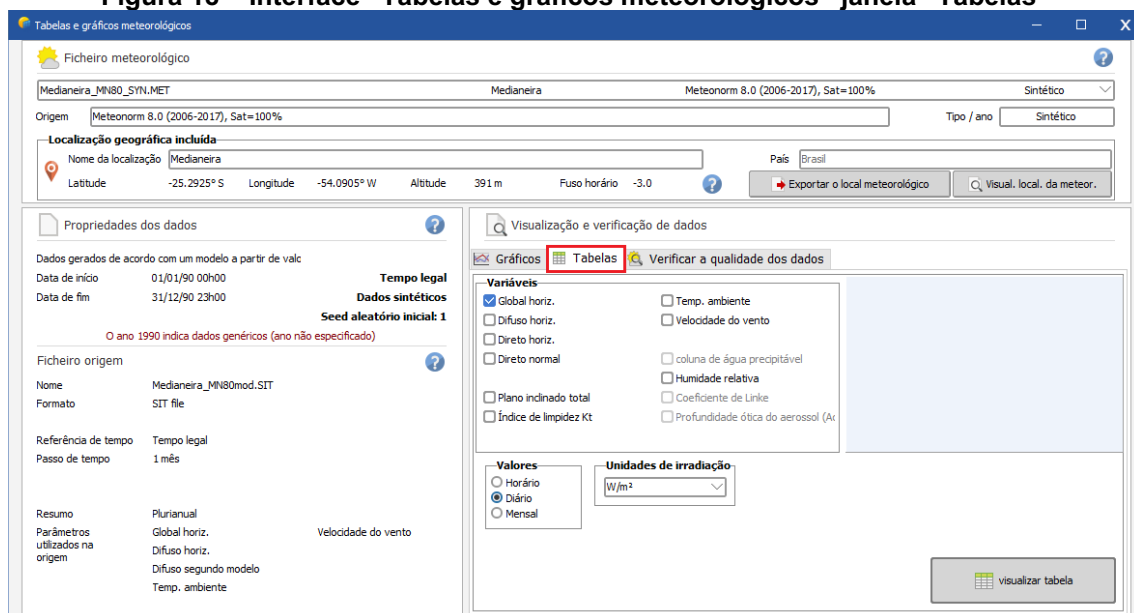 Figura 16 – Interface "Tabelas e gráficos meteorológicos" janela "Tabelas"
Tabelas e gráficos meteorológicos
Ficheiro meteorológico
Medianeira_MN80_SYN.MET Medianeira Meteonorm 8.0 (2006-2017), Sat=100% Sintético
Origem Meteonorm 8.0 (2006-2017), Sat=100% Tipo / ano Sintético
Localização geográfica incluída
Nome da localização Medianeira País Brasil
Latitude -25.2925° S Longitude -54.0905° W Altitude 391 m Fuso horário -3.0 Exportar o local meteorológico Visual. local. da meteor.
Propriedades dos dados
Dados gerados de acordo com um modelo a partir de valc
Data de início 01/01/90 00h00 Tempo legal
Data de fim 31/12/90 23h00 Dados sintéticos
Seed aleatório inicial: 1
O ano 1990 indica dados genéricos (ano não especificado)
Ficheiro origem
Nome Medianeira_MN80mod.SIT
Formato SIT file
Referência de tempo Tempo legal
Passo de tempo 1 mês
Resumo Plurianual
Parâmetros utilizados na origem
Global horiz. Velocidade do vento
Difuso horiz.
Difuso segundo modelo
Temp. ambiente
Visualização e verificação de dados
Gráficos Tabelas Verificar a qualidade dos dados
Variáveis
Global horiz. Temp. ambiente
Difuso horiz. Velocidade do vento
Direto horiz.
Direto normal coluna de água precipitável
Humidade relativa
Plano inclinado total Coeficiente de Linke
Índice de limpidez Kt Profundidade ótica do aerossol (Ac
Valores Unidades de irradiação
Horário W/m²
Diário
Mensal
visualizar tabela